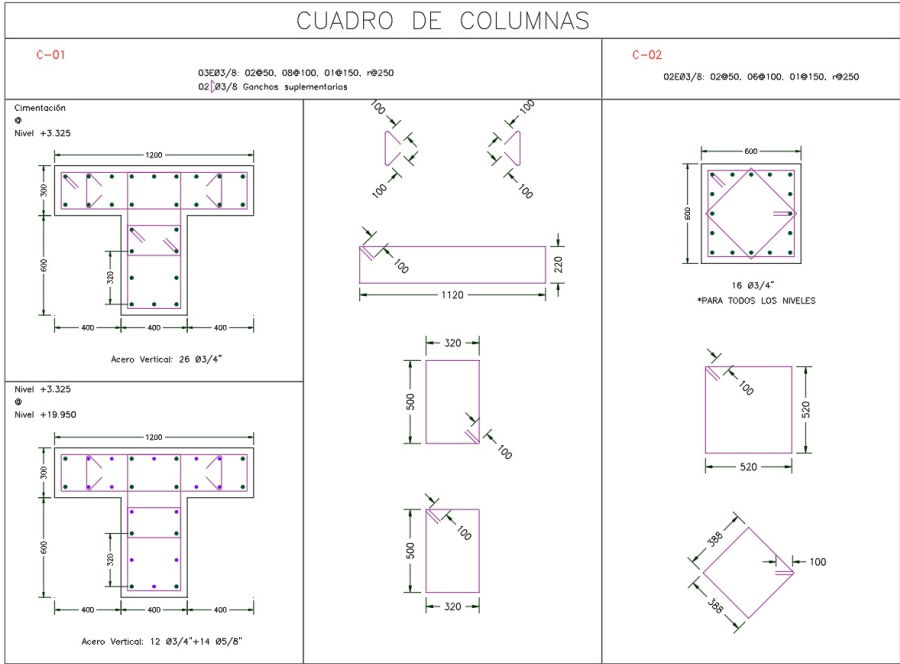 CUADRO DE COLUMNAS
C-01
03EØ3/8: 02@50, 08@100, 01@150, r@250
02 Ø3/8 Ganchos suplementarios
C-02
02EØ3/8: 02@50, 06@100, 01@150, r@250
Cimentación
@
Nivel +3.325
1200
300
600
320
400
400
400
Acero Vertical: 26 Ø3/4"
Nivel +3.325
@
Nivel +19.950
1200
300
600
320
400
400
400
Acero Vertical: 12 Ø3/4"+14 Ø5/8"
100
100
100
100
100
220
1120
320
500
100
500
100
320
600
600
16 Ø3/4"
*PARA TODOS LOS NIVELES
100
520
520
388
100
388